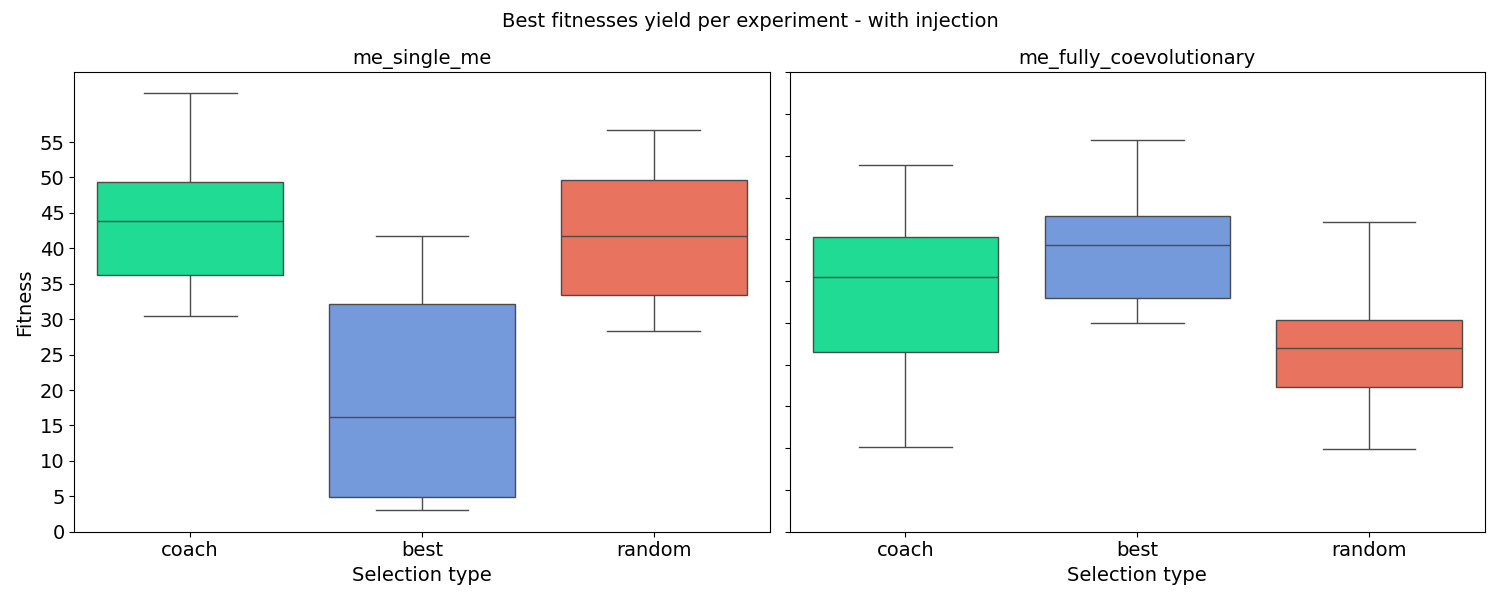 Best fitnesses yield per experiment - with injection
me_single_me
me_fully_coevolutionary
Fitness
55
50
45
40
35
30
25
20
15
10
5
0
coach best random
coach best random
Selection type
Selection type